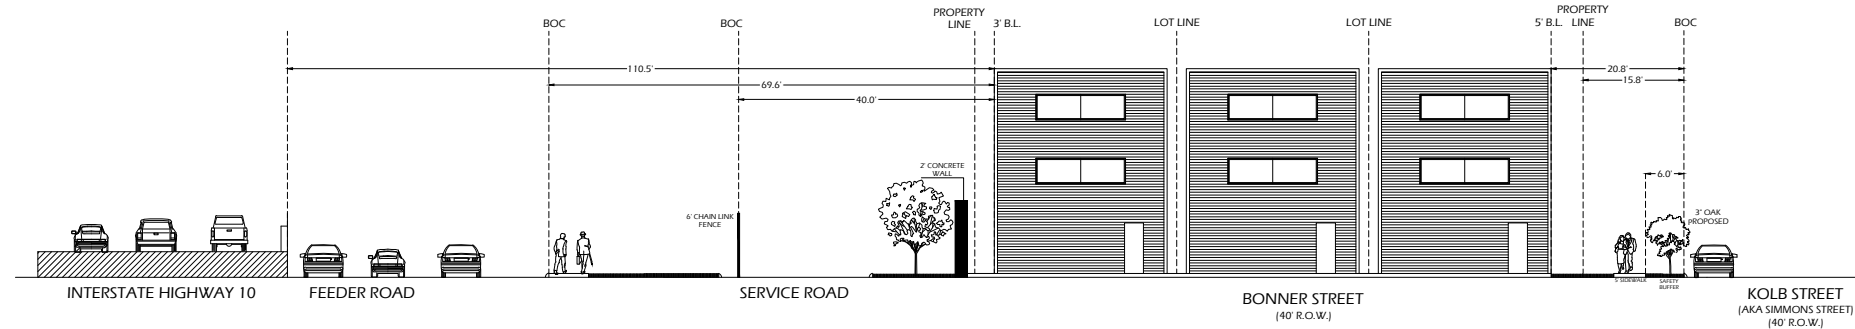 BOC
BOC
PROPERTY
LINE
3' B.L.
LOT LINE
LOT LINE
5' B.L.
PROPERTY
LINE
BOC
110.5'
69.6'
40.0'
20.8'
15.8'
2' CONCRETE
WALL
6' CHAIN LINK
FENCE
6.0'
3" OAK
PROPOSED
5' SIDEWALK
SAFETY
BUFFER
INTERSTATE HIGHWAY 10
FEEDER ROAD
SERVICE ROAD
BONNER STREET
(40' R.O.W.)
KOLB STREET
(AKA SIMMONS STREET)
(40' R.O.W.)